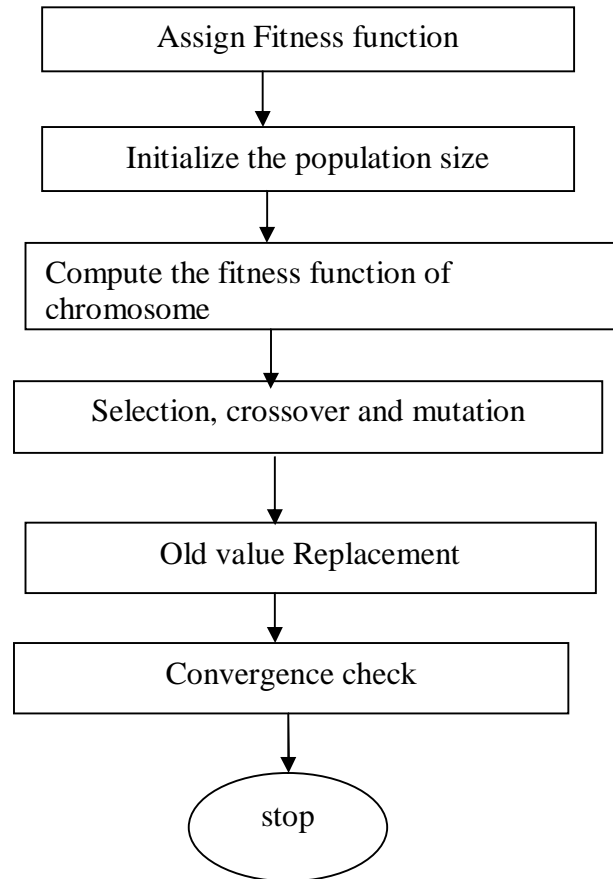 Assign Fitness function
Initialize the population size
Compute the fitness function of
chromosome
Selection, crossover and mutation
Old value Replacement
Convergence check
stop